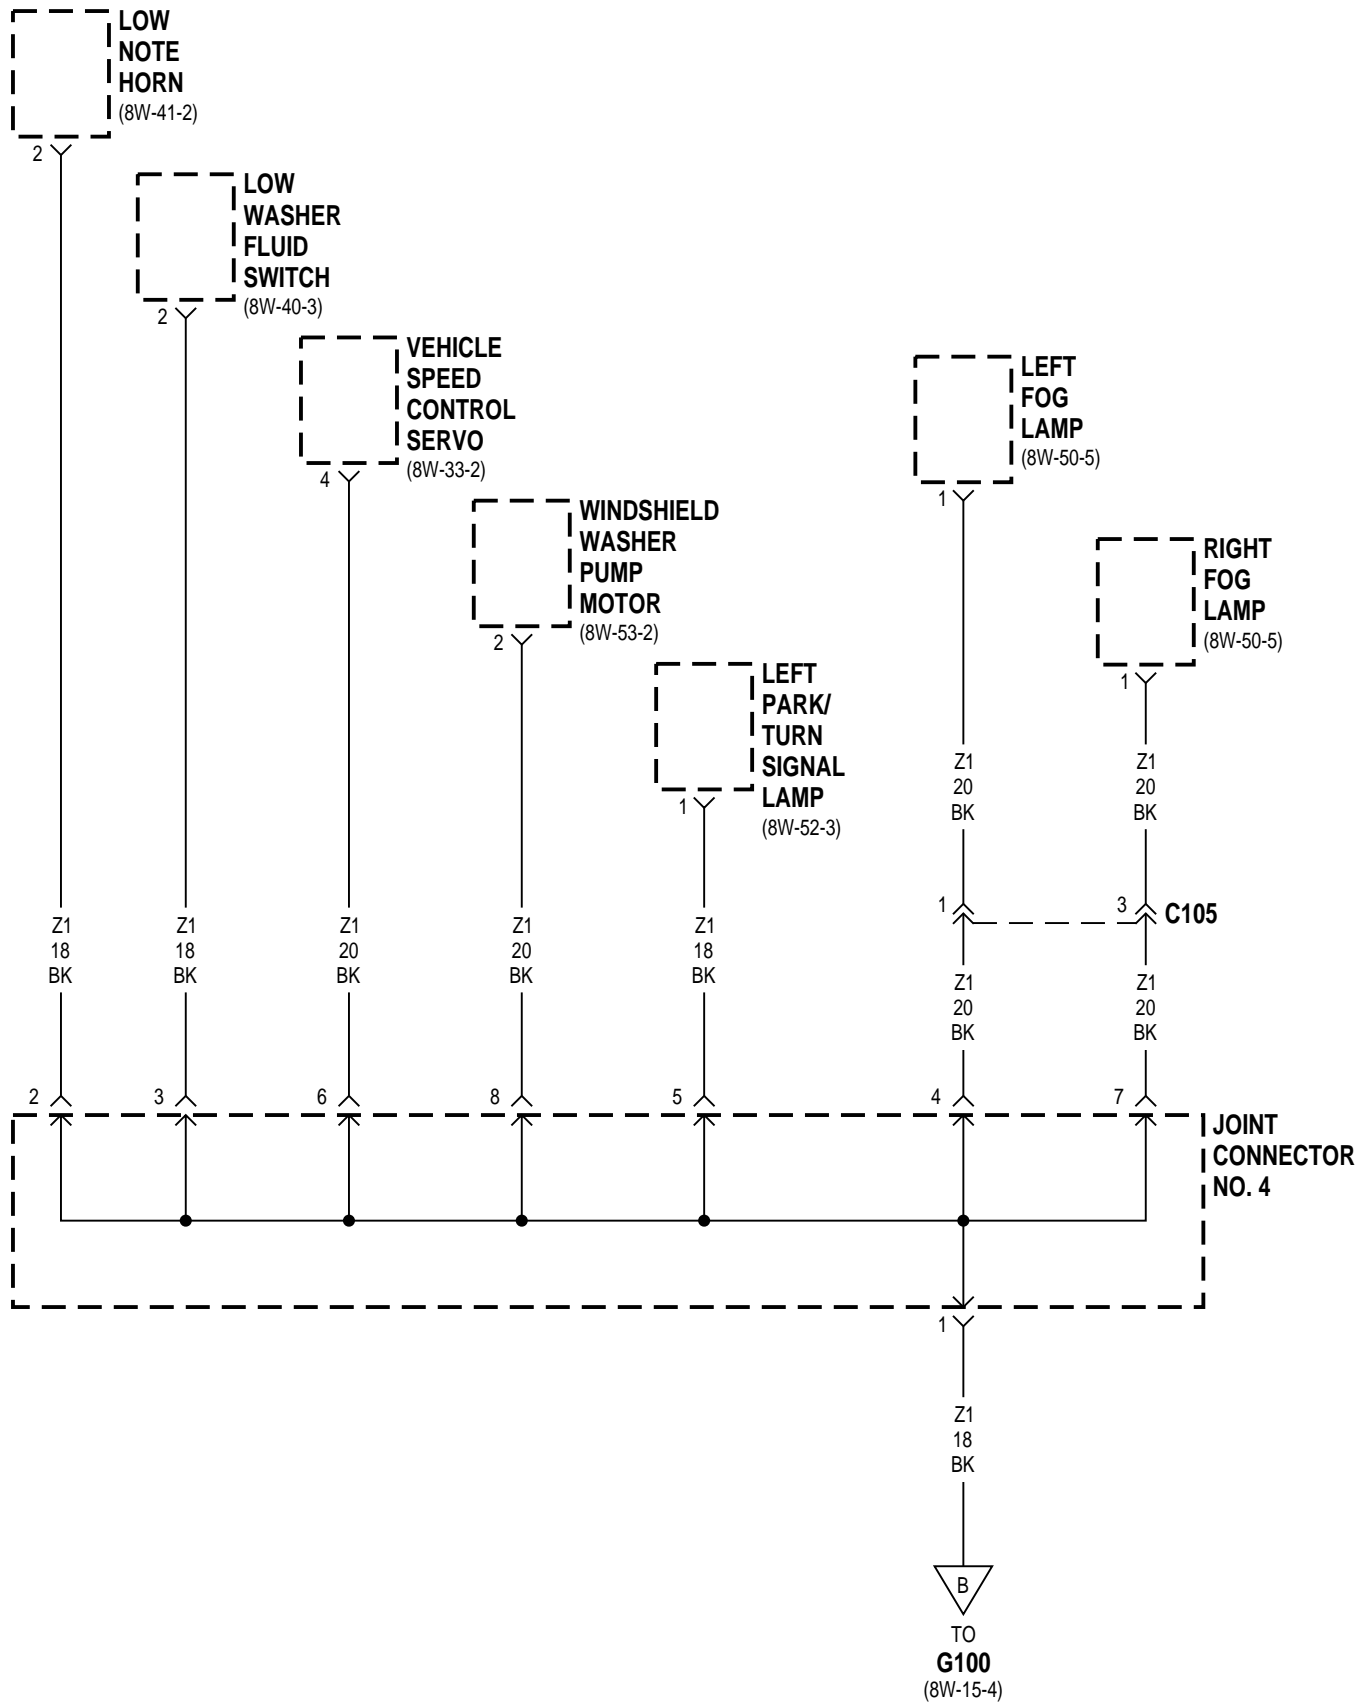 LOW
NOTE
HORN
(8W-41-2)
2
LOW
WASHER
FLUID
SWITCH
(8W-40-3)
2
VEHICLE
SPEED
CONTROL
SERVO
(8W-33-2)
4
WINDSHIELD
WASHER
PUMP
MOTOR
(8W-53-2)
2
LEFT
PARK/
TURN
SIGNAL
LAMP
(8W-52-3)
1
LEFT
FOG
LAMP
(8W-50-5)
1
RIGHT
FOG
LAMP
(8W-50-5)
1
Z1
20
BK
Z1
20
BK
1
3
C105
Z1
18
BK
Z1
18
BK
Z1
20
BK
Z1
20
BK
Z1
18
BK
Z1
20
BK
Z1
20
BK
2
3
6
8
5
4
7
JOINT
CONNECTOR
NO. 4
1
Z1
18
BK
B
TO
G100
(8W-15-4)